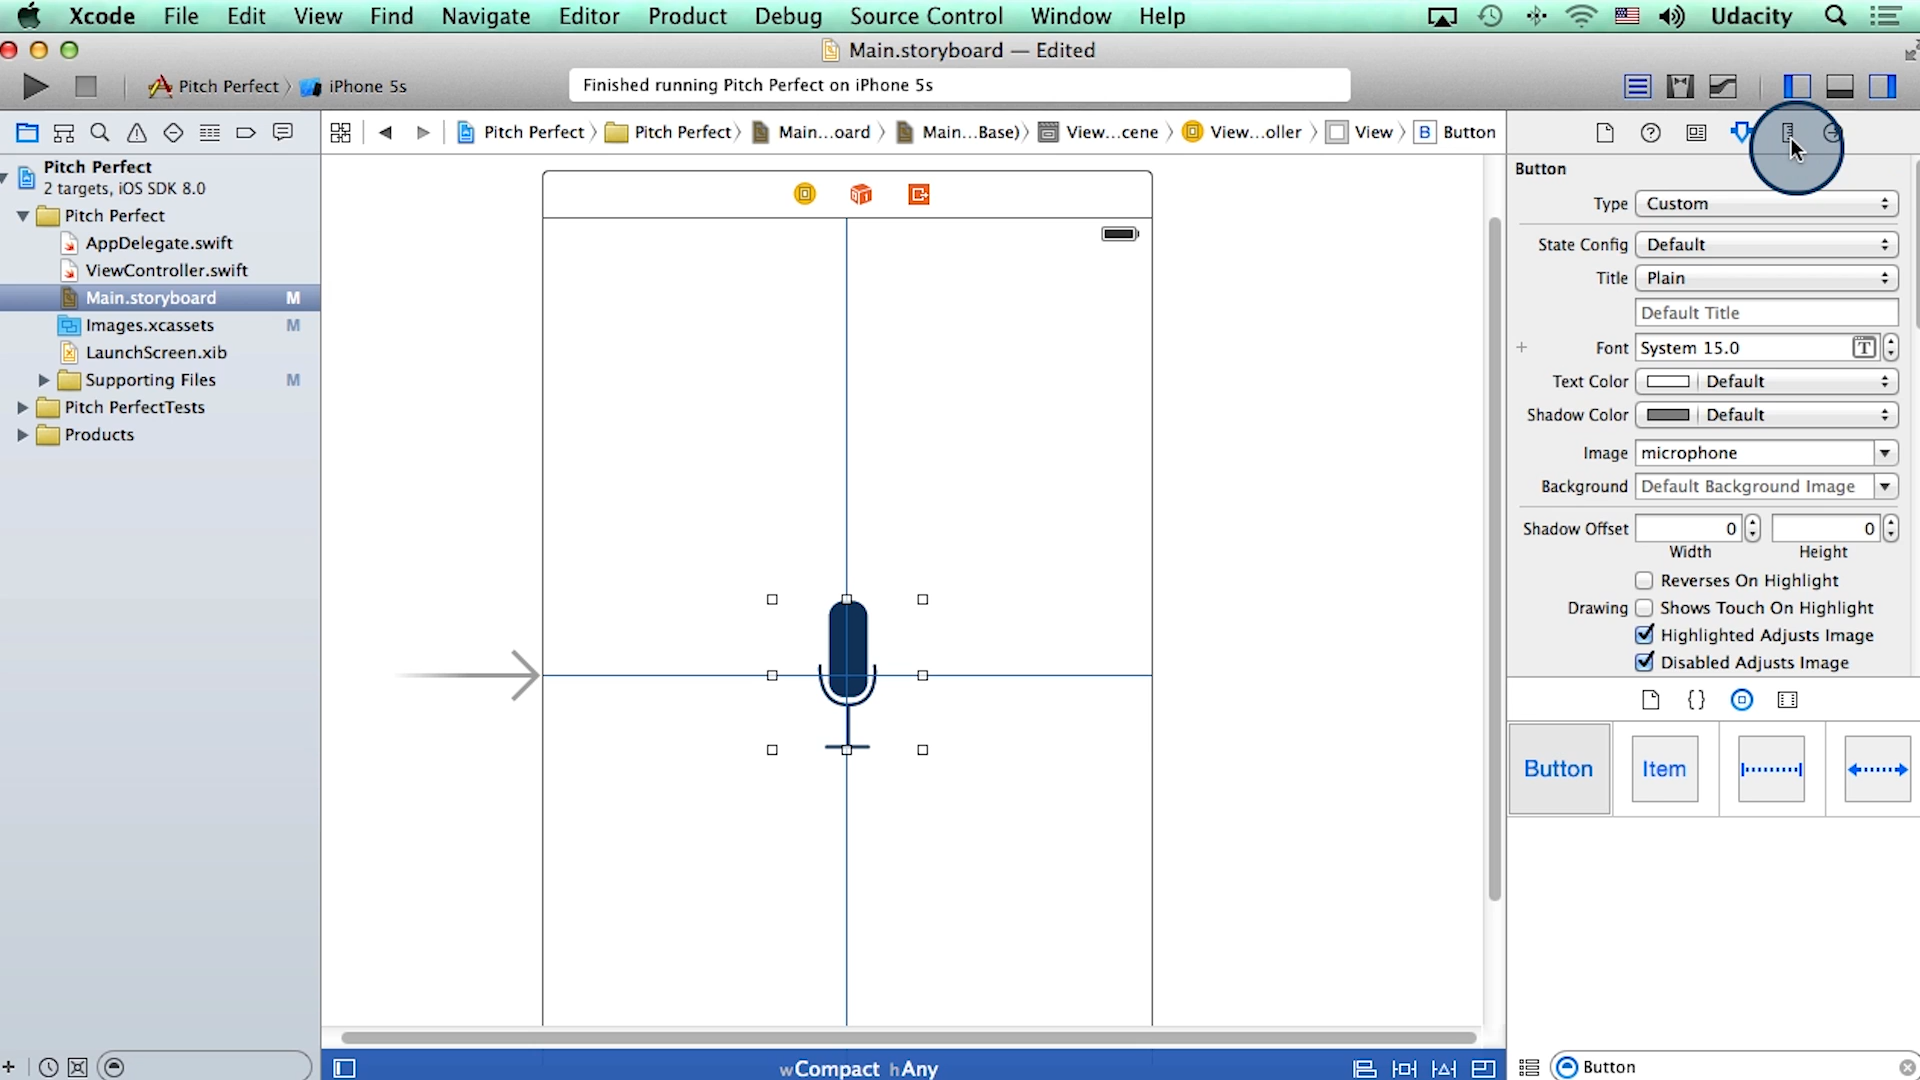 Xcode File Edit View Find Navigate Editor Product Debug Source Control Window Help Udacity
Main.storyboard — Edited
Pitch Perfect iPhone 5s
Finished running Pitch Perfect on iPhone 5s
Pitch Perfect Pitch Perfect Main...oard Main...Base) View...cene View...oller View B Button
Pitch Perfect
2 targets, iOS SDK 8.0
Pitch Perfect
AppDelegate.swift
ViewController.swift
Main.storyboard M
Images.xcassets M
LaunchScreen.xib
Supporting Files M
Pitch PerfectTests
Products
Button
Type Custom
State Config Default
Title Plain
Default Title
Font System 15.0 T
Text Color Default
Shadow Color Default
Image microphone
Background Default Background Image
Shadow Offset 0 0
Width Height
Reverses On Highlight
Drawing Shows Touch On Highlight
Highlighted Adjusts Image
Disabled Adjusts Image
{}
Button Item
wCompact hAny
Button